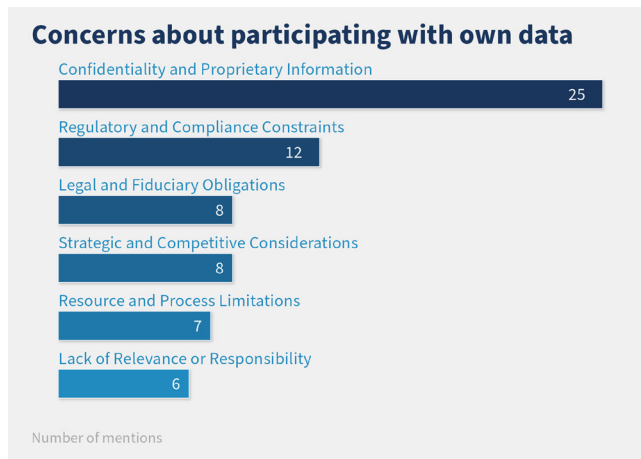 Concerns about participating with own data
Confidentiality and Proprietary Information
25
Regulatory and Compliance Constraints
12
Legal and Fiduciary Obligations
8
Strategic and Competitive Considerations
8
Resource and Process Limitations
7
Lack of Relevance or Responsibility
6
Number of mentions